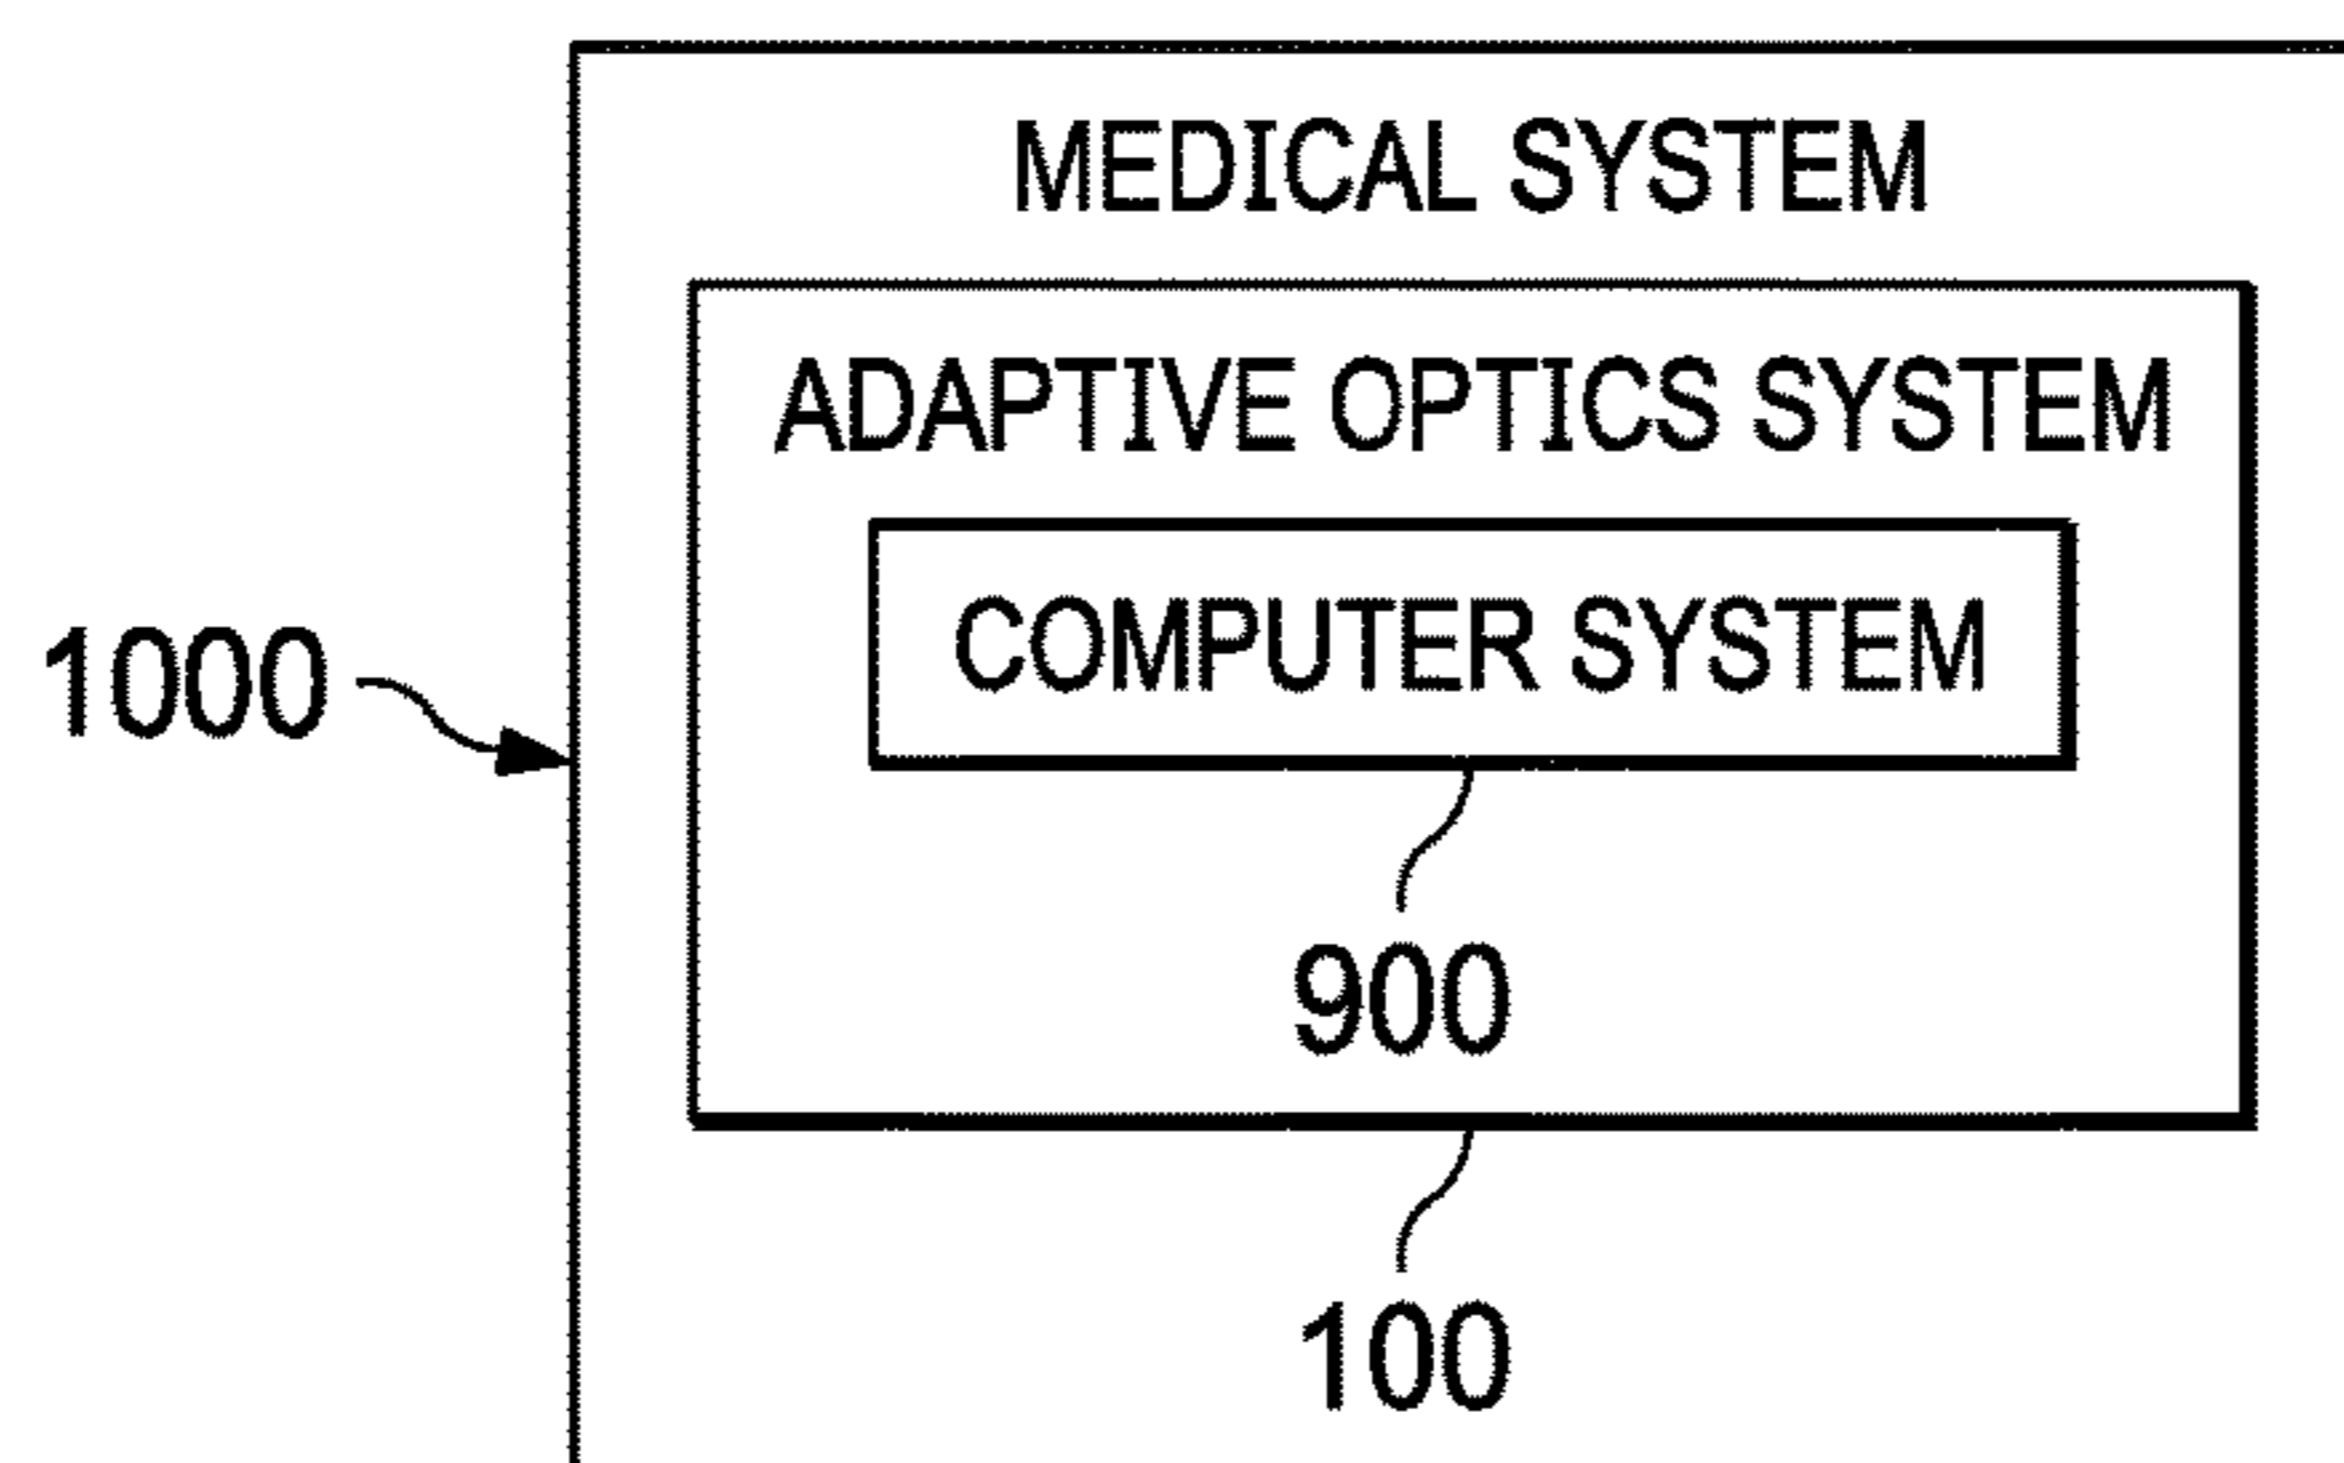 MEDICAL SYSTEM
ADAPTIVE OPTICS SYSTEM
COMPUTER SYSTEM
1000
900
100